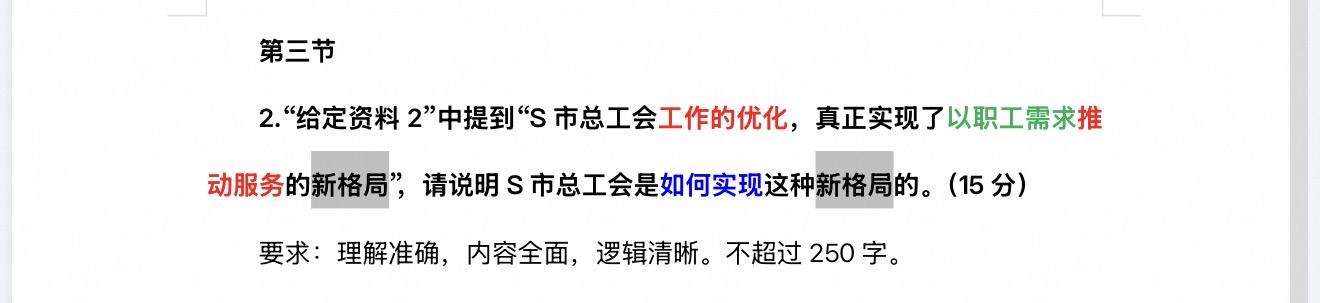 第三节
2.“给定资料 2”中提到“S 市总工会工作的优化，真正实现了以职工需求推
动服务的新格局”，请说明 S 市总工会是如何实现这种新格局的。（15 分）
要求：理解准确，内容全面，逻辑清晰。不超过 250 字。